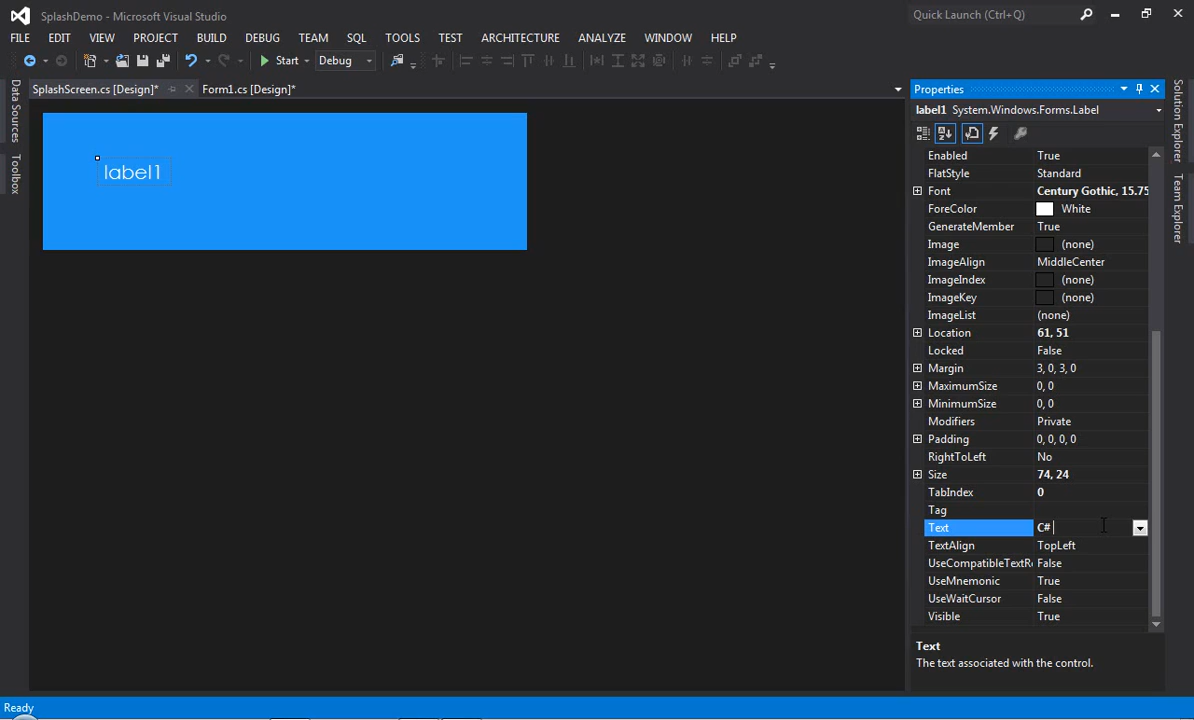 SplashDemo - Microsoft Visual Studio
Quick Launch (Ctrl+Q)
FILE EDIT VIEW PROJECT BUILD DEBUG TEAM SQL TOOLS TEST ARCHITECTURE ANALYZE WINDOW HELP
Start Debug
Data Sources
Toolbox
SplashScreen.cs [Design]* Form1.cs [Design]*
label1
Properties
label1 System.Windows.Forms.Label
Enabled True
FlatStyle Standard
Font Century Gothic, 15.75
ForeColor White
GenerateMember True
Image (none)
ImageAlign MiddleCenter
ImageIndex (none)
ImageKey (none)
ImageList (none)
Location 61, 51
Locked False
Margin 3, 0, 3, 0
MaximumSize 0, 0
MinimumSize 0, 0
Modifiers Private
Padding 0, 0, 0, 0
RightToLeft No
Size 74, 24
TabIndex 0
Tag
Text C#
TextAlign TopLeft
UseCompatibleTextRe False
UseMnemonic True
UseWaitCursor False
Visible True
Text
The text associated with the control.
Solution Explorer
Team Explorer
Ready